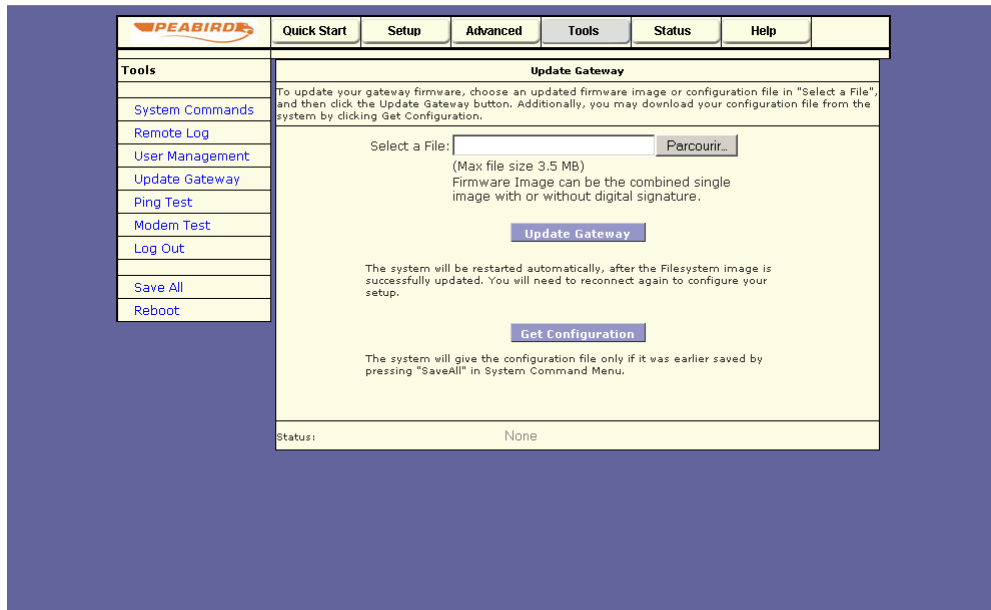 PEABIRD
Quick Start
Setup
Advanced
Tools
Status
Help
Tools
System Commands
Remote Log
User Management
Update Gateway
Ping Test
Modem Test
Log Out
Save All
Reboot
Update Gateway
To update your gateway firmware, choose an updated firmware image or configuration file in "Select a File",
and then click the Update Gateway button. Additionally, you may download your configuration file from the
system by clicking Get Configuration.
Select a File:
Parcourir...
(Max file size 3.5 MB)
Firmware Image can be the combined single
image with or without digital signature.
Update Gateway
The system will be restarted automatically, after the Filesystem image is
successfully updated. You will need to reconnect again to configure your
setup.
Get Configuration
The system will give the configuration file only if it was earlier saved by
pressing "SaveAll" in System Command Menu.
Status:
None